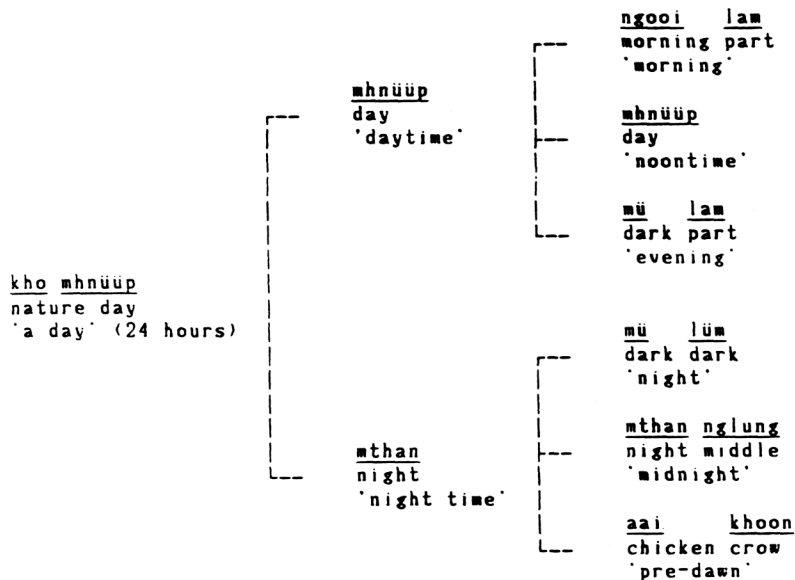 ngooi lam
morning part
'morning'
mhnüüp
day
'daytime'
mhnüüp
day
'noontime'
mü lam
dark part
'evening'
kho mhnüüp
nature day
'a day' (24 hours)
mü lüm
dark dark
'night'
mthan
night
'night time'
mthan nglung
night middle
'midnight'
aai khoon
chicken crow
'pre-dawn'